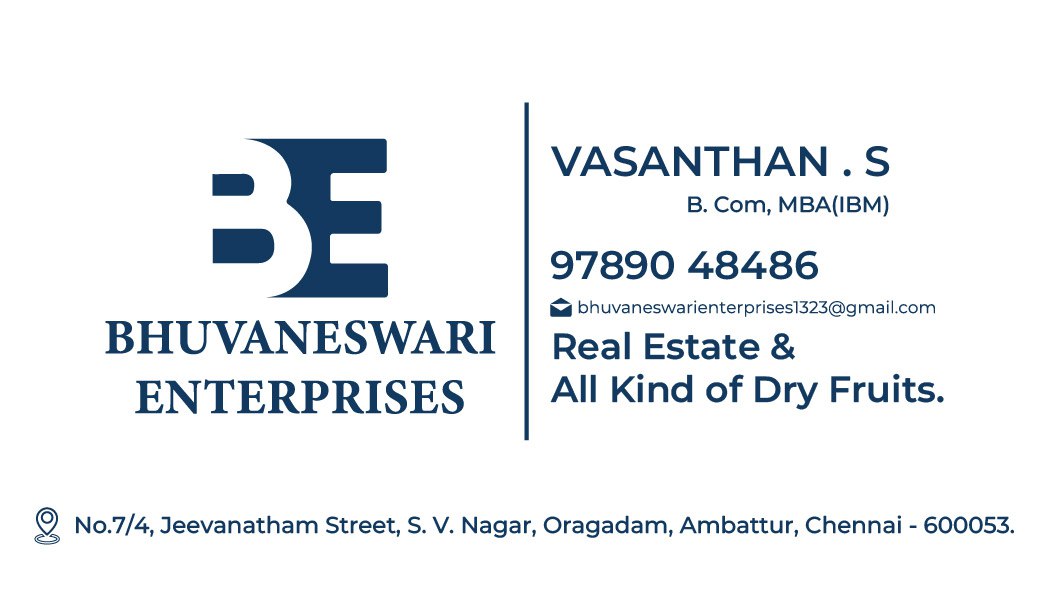 BE
BHUVANESWARI
ENTERPRISES
VASANTHAN . S
B. Com, MBA(IBM)
97890 48486
bhuvaneswarienterprises1323@gmail.com
Real Estate &
All Kind of Dry Fruits.
No.7/4, Jeevanatham Street, S. V. Nagar, Oragadam, Ambattur, Chennai - 600053.